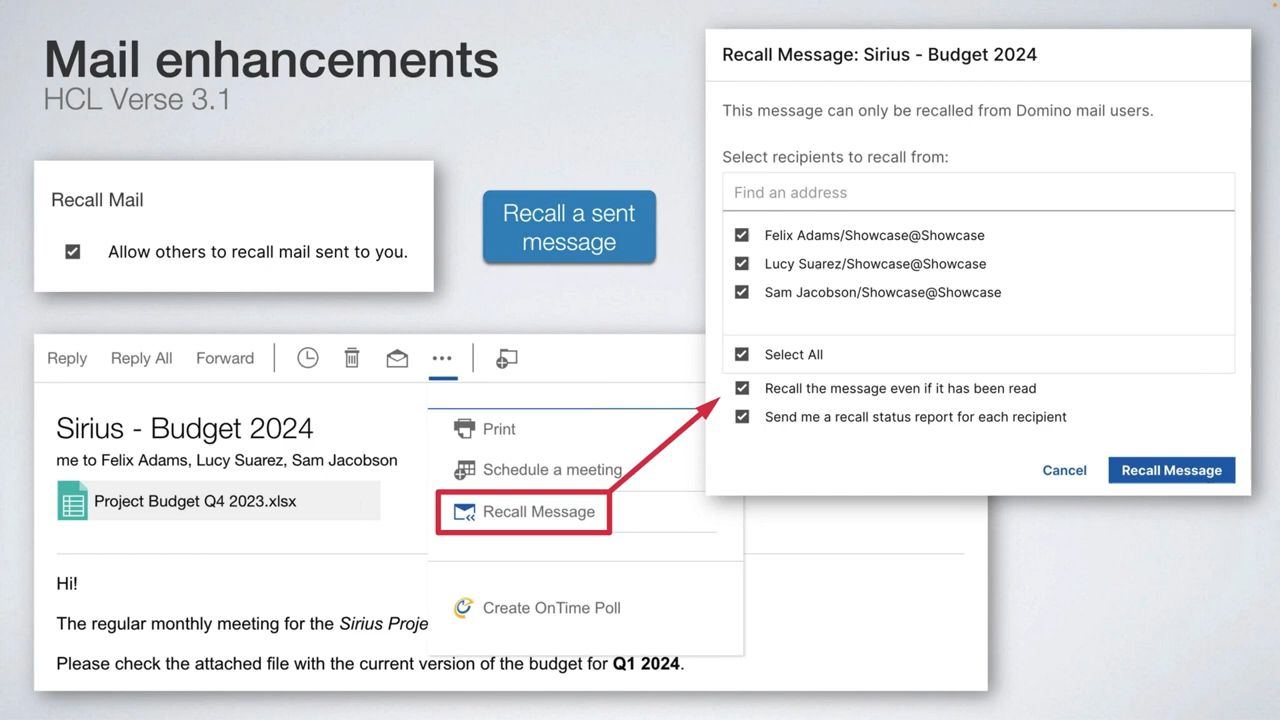 Mail enhancements
HCL Verse 3.1
Recall Mail
Allow others to recall mail sent to you.
Recall a sent
message
Reply Reply All Forward
Sirius - Budget 2024
me to Felix Adams, Lucy Suarez, Sam Jacobson
Project Budget Q4 2023.xlsx
Hi!
The regular monthly meeting for the Sirius Proje
Please check the attached file with the current version of the budget for Q1 2024.
Print
Schedule a meeting
Recall Message
Create OnTime Poll
Recall Message: Sirius - Budget 2024
This message can only be recalled from Domino mail users.
Select recipients to recall from:
Find an address
Felix Adams/Showcase@Showcase
Lucy Suarez/Showcase@Showcase
Sam Jacobson/Showcase@Showcase
Select All
Recall the message even if it has been read
Send me a recall status report for each recipient
Cancel Recall Message